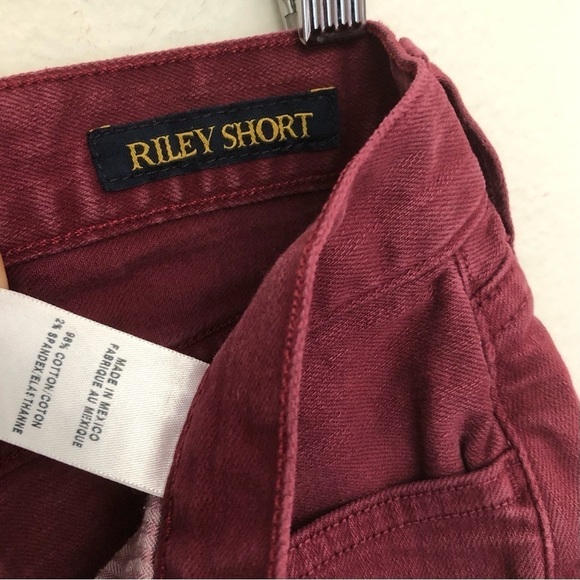 RILEY SHORT
MADE IN MEXICO
FABRIQUE AU MEXIQUE
98% COTTON/COTON
2% SPANDEX/ELASTHANNE